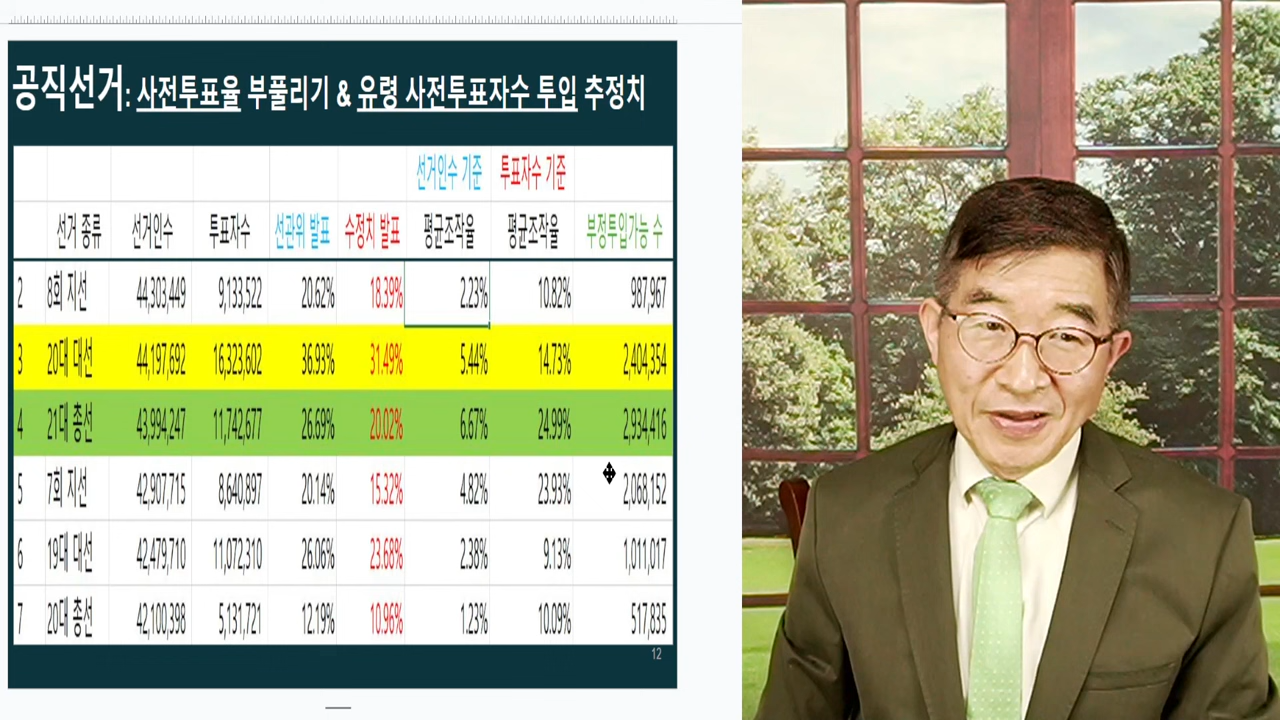 공직선거: 사전투표율 부풀리기 & 유령 사전투표자수 투입 추정치
선거인수 기준 투표자수 기준
선거 종류 선거인수 투표자수 선관위 발표 수정치 발표 평균조작율 평균조작율 부정투입가능 수
2 8회 지선 44,303,449 9,133,522 20.62% 18.39% 2.23% 10.82% 987,967
3 20대 대선 44,197,692 16,323,602 36.93% 31.49% 5.44% 14.73% 2,404,354
4 21대 총선 43,994,247 11,742,677 26.69% 20.02% 6.67% 24.99% 2,934,416
5 7회 지선 42,907,715 8,640,897 20.14% 15.32% 4.82% 23.93% 2,068,152
6 19대 대선 42,479,710 11,072,310 26.06% 23.68% 2.38% 9.13% 1,011,017
7 20대 총선 42,100,398 5,131,721 12.19% 10.96% 1.23% 10.09% 517,835
12